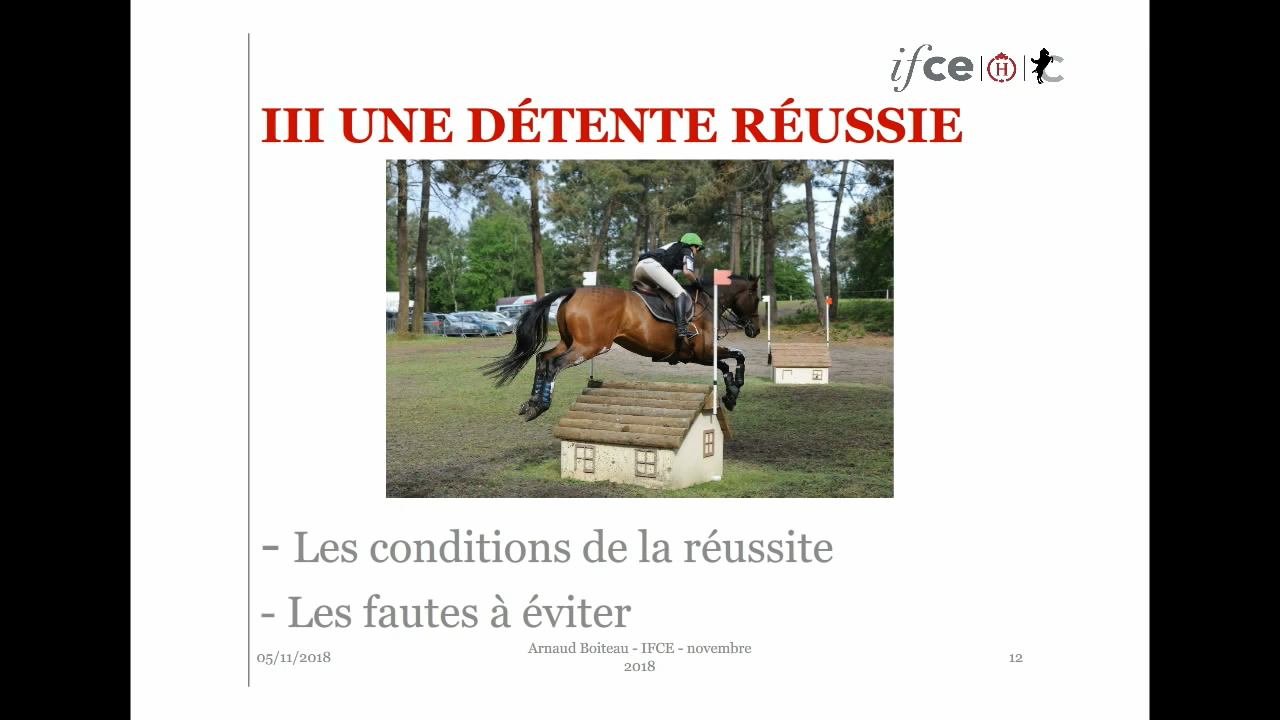 ifce
H
III UNE DÉTENTE RÉUSSIE
- Les conditions de la réussite
- Les fautes à éviter
05/11/2018
Arnaud Boiteau - IFCE - novembre
2018
12